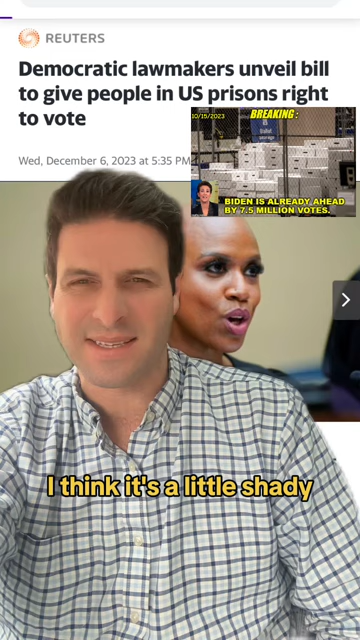 REUTERS
Democratic lawmakers unveil bill
to give people in US prisons right
to vote
Wed, December 6, 2023 at 5:35 PM
10/15/2023
BREAKING:
BIDEN IS ALREADY AHEAD
BY 7.5 MILLION VOTES.
I think it's a little shady